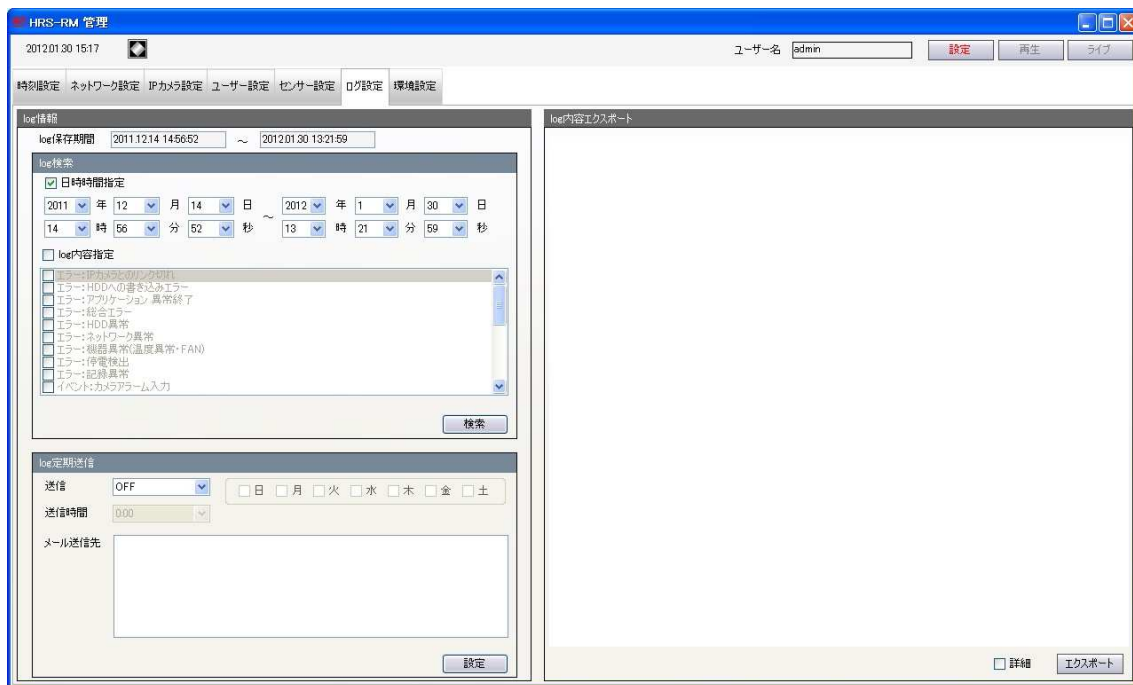 HRS-RM 管理
2012.01.30 15:17
ユーザー名 admin 設定 再生 ライブ
時刻設定 ネットワーク設定 IPカメラ設定 ユーザー設定 センサー設定 ログ設定 環境設定
log情報
log保存期間 2011.12.14 14:56:52 ～ 2012.01.30 13:21:59
log検索
日時時間指定
2011 年 12 月 14 日 ～ 2012 年 1 月 30 日
14 時 56 分 52 秒 13 時 21 分 59 秒
log内容指定
エラー:IPカメラとのリンク切れ
エラー:HDDへの書き込みエラー
エラー:アプリケーション 異常終了
エラー:総合エラー
エラー:HDD異常
エラー:ネットワーク異常
エラー:機器異常(温度異常・FAN)
エラー:停電検出
エラー:記録異常
イベント:カメラアラーム入力
検索
log定期送信
送信 OFF 日 月 火 水 木 金 土
送信時間 0:00
メール送信先
設定
log内容エクスポート
詳細 エクスポート